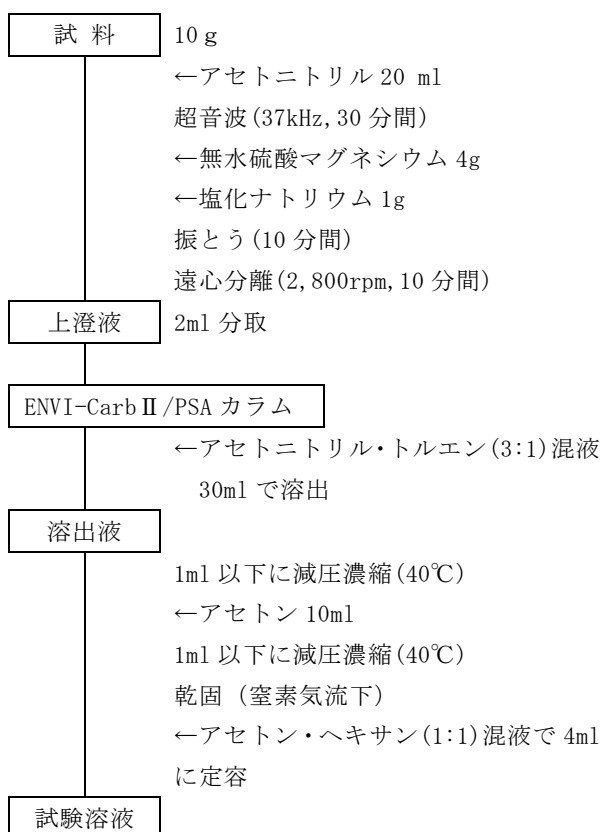 試 料 10ｇ
←アセトニトリル 20 ml
超音波(37kHz,30 分間)
←無水硫酸マグネシウム 4g
←塩化ナトリウム 1g
振とう(10 分間)
遠心分離(2,800rpm,10 分間)
上澄液 2ml 分取
ENVI-CarbⅡ/PSA カラム
←アセトニトリル・トルエン(3:1)混液
30ml で溶出
溶出液
1ml 以下に減圧濃縮(40℃)
←アセトン 10ml
1ml 以下に減圧濃縮(40℃)
乾固（窒素気流下）
←アセトン・ヘキサン(1:1)混液で 4ml
に定容
試験溶液